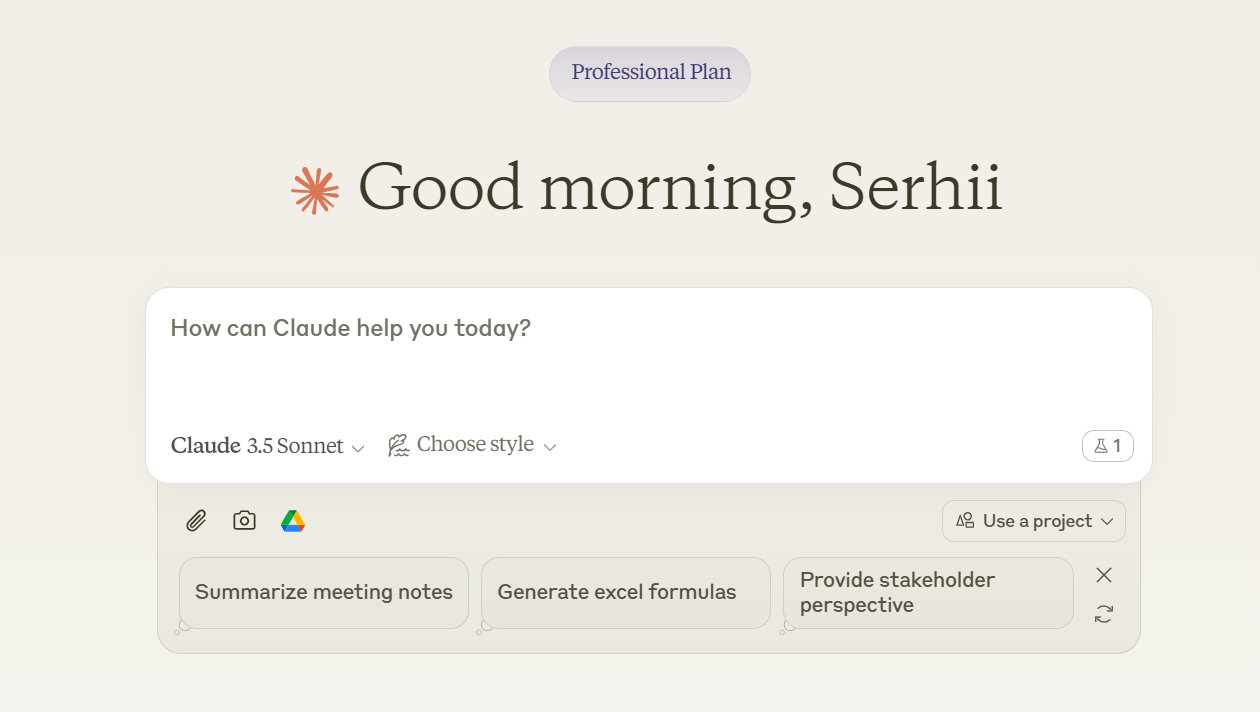 Professional Plan
Good morning, Serhii
How can Claude help you today?
Claude 3.5 Sonnet
Choose style
1
Use a project
Summarize meeting notes
Generate excel formulas
Provide stakeholder
perspective